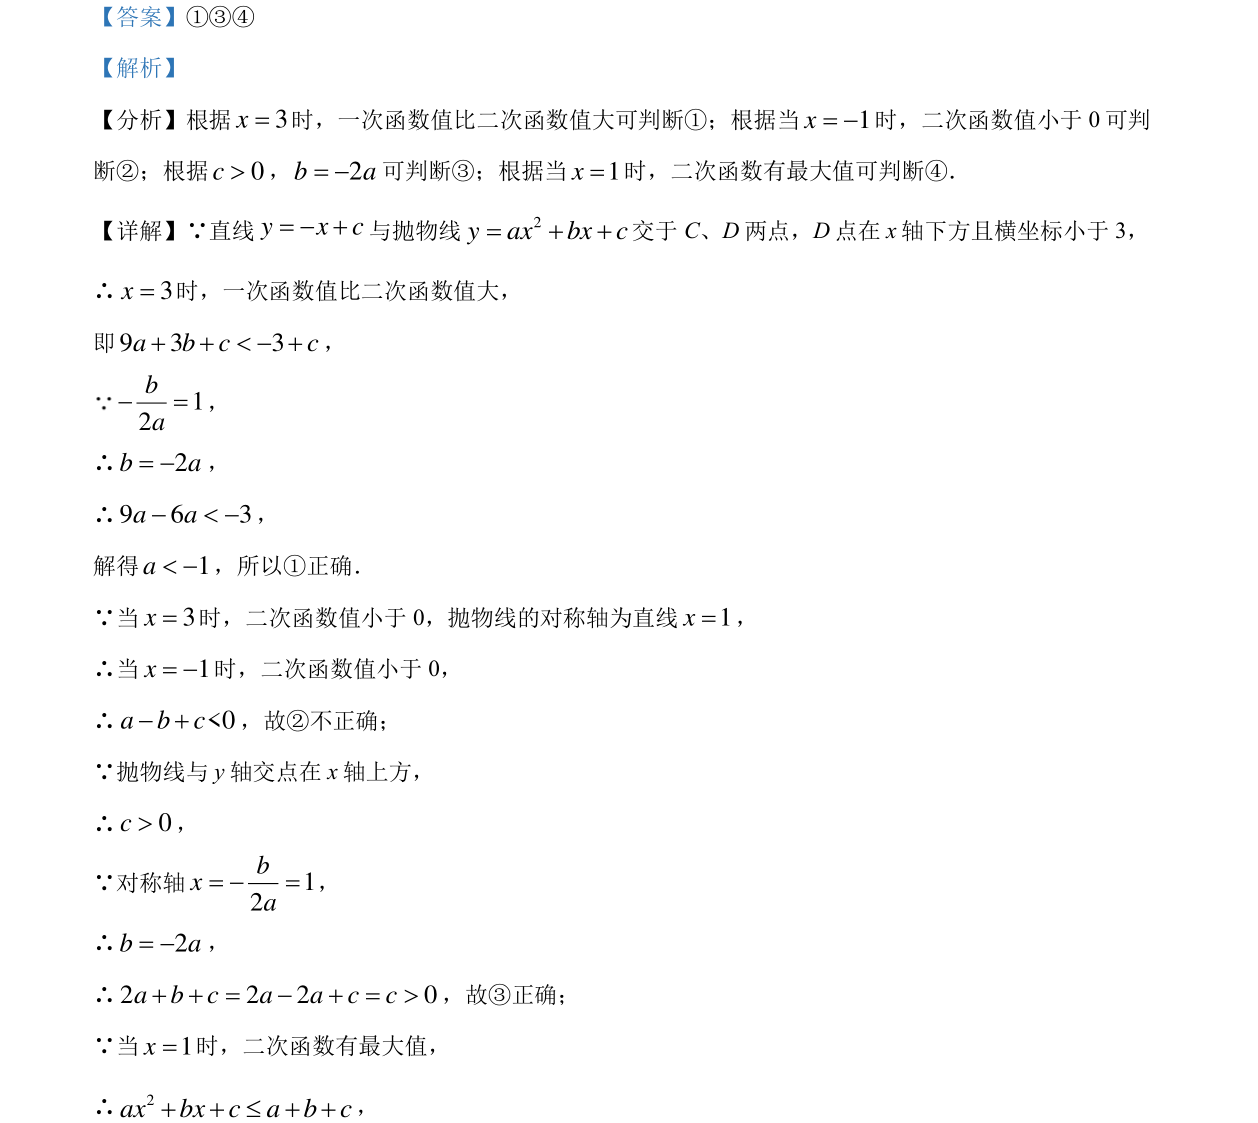 【答案】①③④
【解析】
【分析】根据 x = 3时，一次函数值比二次函数值大可判断①；根据当 x = −1时，二次函数值小于 0 可判
断②；根据 c > 0，b = −2a 可判断③；根据当 x =1时，二次函数有最大值可判断④．
【详解】∵直线 y = −x + c 与抛物线 y = ax² + bx + c 交于 C、D 两点，D 点在 x 轴下方且横坐标小于 3，
∴ x = 3时，一次函数值比二次函数值大，
即 9a + 3b + c < −3 + c，
∵ −b/2a = 1，
∴ b = −2a，
∴ 9a − 6a < −3，
解得 a < −1，所以①正确．
∵当 x = 3时，二次函数值小于 0，抛物线的对称轴为直线 x =1，
∴当 x = −1时，二次函数值小于 0，
∴ a − b + c<0，故②不正确；
∵抛物线与 y 轴交点在 x 轴上方，
∴ c > 0，
∵对称轴 x = −b/2a = 1，
∴ b = −2a，
∴ 2a + b + c = 2a − 2a + c = c > 0，故③正确；
∵当 x =1时，二次函数有最大值，
∴ ax² + bx + c ≤ a + b + c，